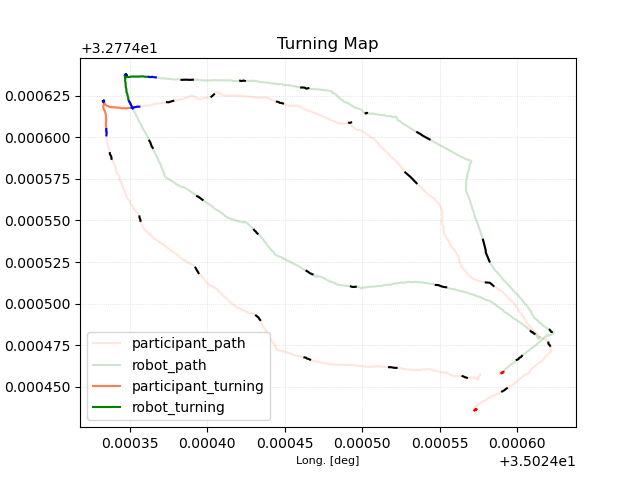 Turning Map
+3.2774e1
0.000625
0.000600
0.000575
0.000550
0.000525
0.000500
0.000475
0.000450
participant_path
robot_path
participant_turning
robot_turning
0.00035 0.00040 0.00045 0.00050 0.00055 0.00060
Long. [deg]
+3.5024e1